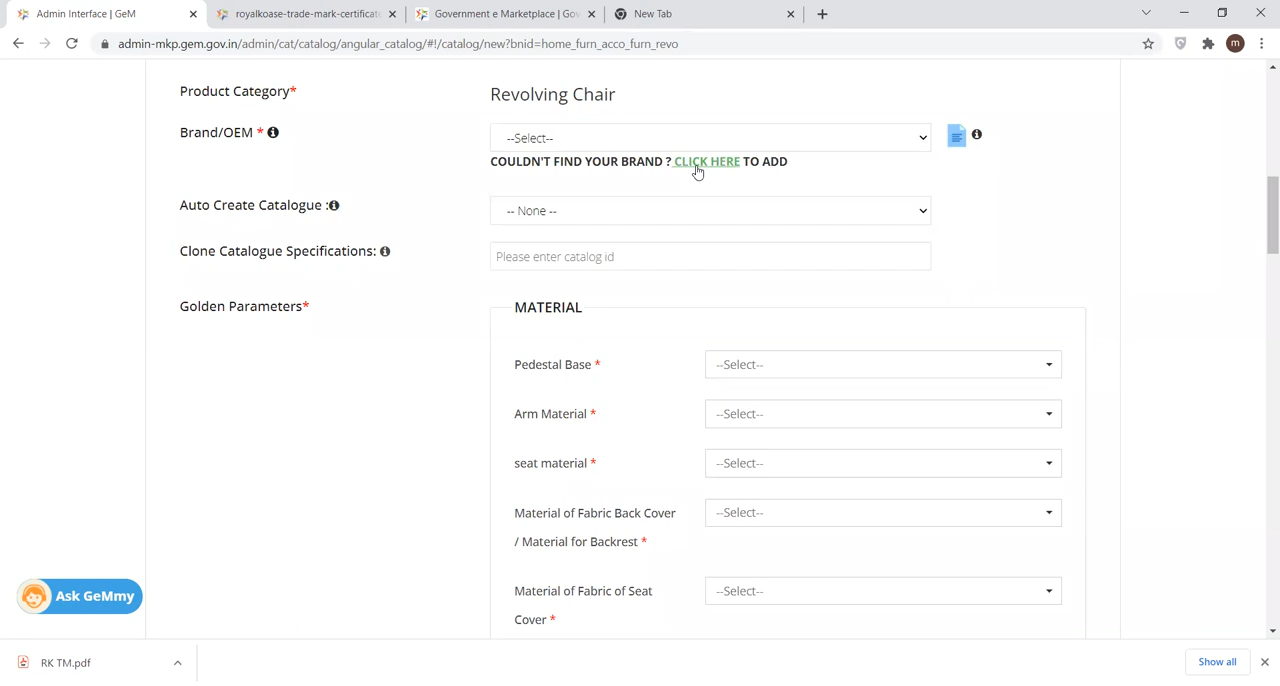 Admin Interface | GeM
royalkoase-trade-mark-certificate
Government e Marketplace | Gov
New Tab
admin-mkp.gem.gov.in/admin/cat/catalog/angular_catalog/#!/catalog/new?bnid=home_furn_acco_furn_revo
m
Product Category*
Revolving Chair
Brand/OEM *
--Select--
COULDN'T FIND YOUR BRAND ? CLICK HERE TO ADD
Auto Create Catalogue :
-- None --
Clone Catalogue Specifications:
Please enter catalog id
Golden Parameters*
MATERIAL
Pedestal Base *
--Select--
Arm Material *
--Select--
seat material *
--Select--
Material of Fabric Back Cover
/ Material for Backrest *
--Select--
Material of Fabric of Seat
Cover *
--Select--
Ask GeMmy
RK TM.pdf
Show all